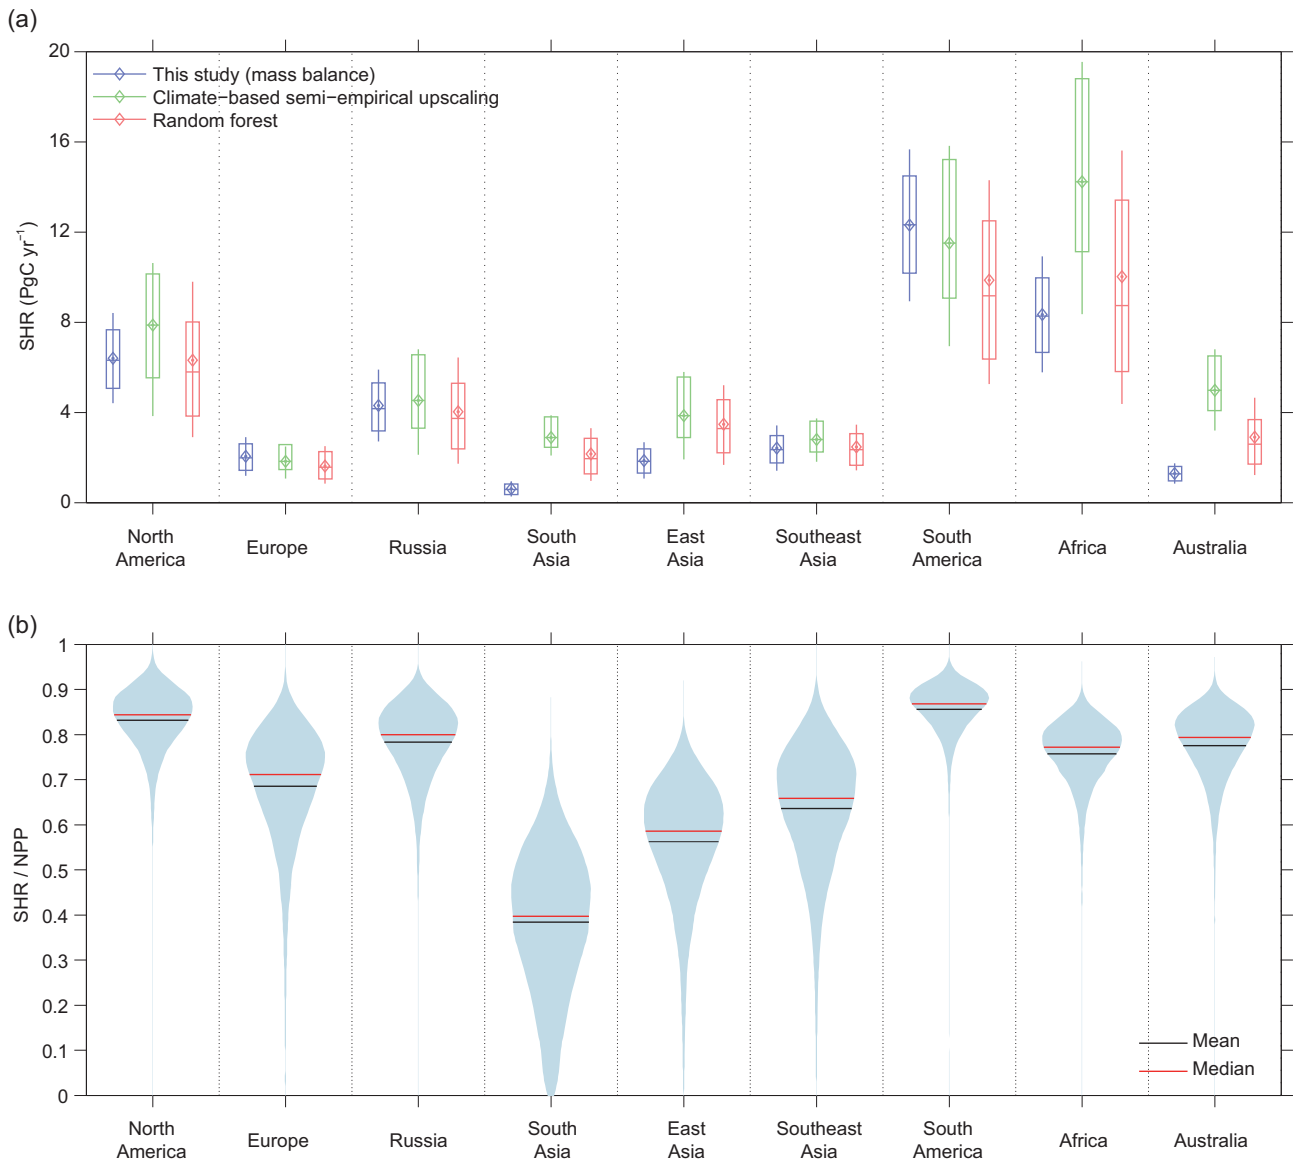 (a)
20
16
12
8
4
0
SHR (PgC yr⁻¹)
This study (mass balance)
Climate−based semi−empirical upscaling
Random forest
North
America
Europe
Russia
South
Asia
East
Asia
Southeast
Asia
South
America
Africa
Australia
(b)
1
0.9
0.8
0.7
0.6
0.5
0.4
0.3
0.2
0.1
0
SHR / NPP
Mean
Median
North
America
Europe
Russia
South
Asia
East
Asia
Southeast
Asia
South
America
Africa
Australia